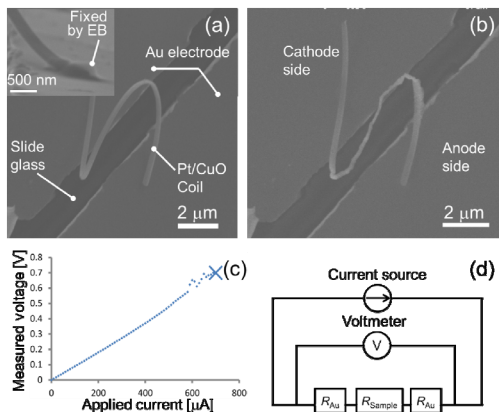 Fixed
by EB
500 nm
(a)
Au electrode
Slide
glass
Pt/CuO
Coil
2 μm
(b)
Cathode
side
Anode
side
2 μm
(c)
Measured voltage [V]
0.8
0.7
0.6
0.5
0.4
0.3
0.2
0.1
0
0 200 400 600 800
Applied current [μA]
(d)
Current source
Voltmeter
V
RAu RSample RAu